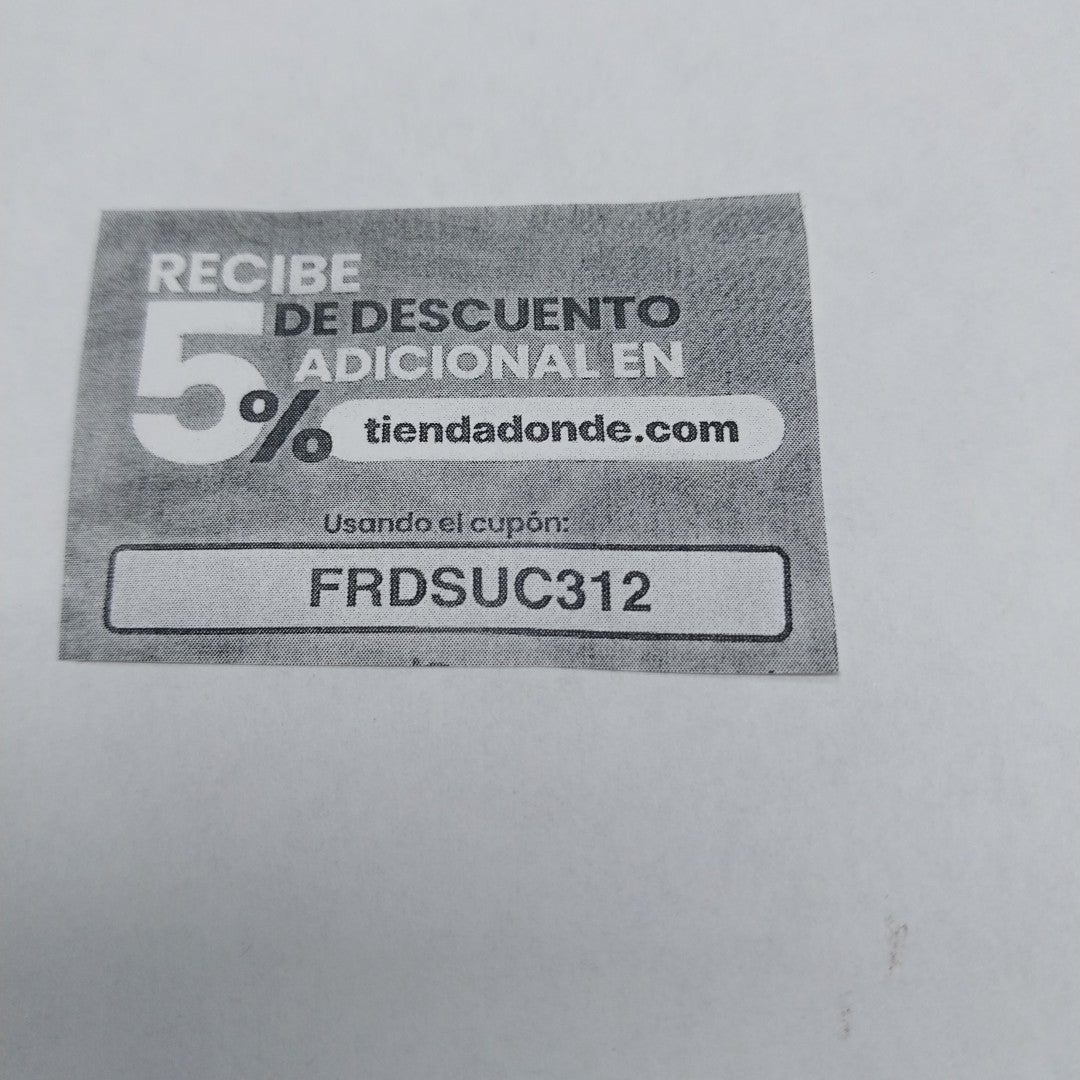 RECIBE
5% DE DESCUENTO
ADICIONAL EN
tiendadonde.com
Usando el cupón:
FRDSUC312